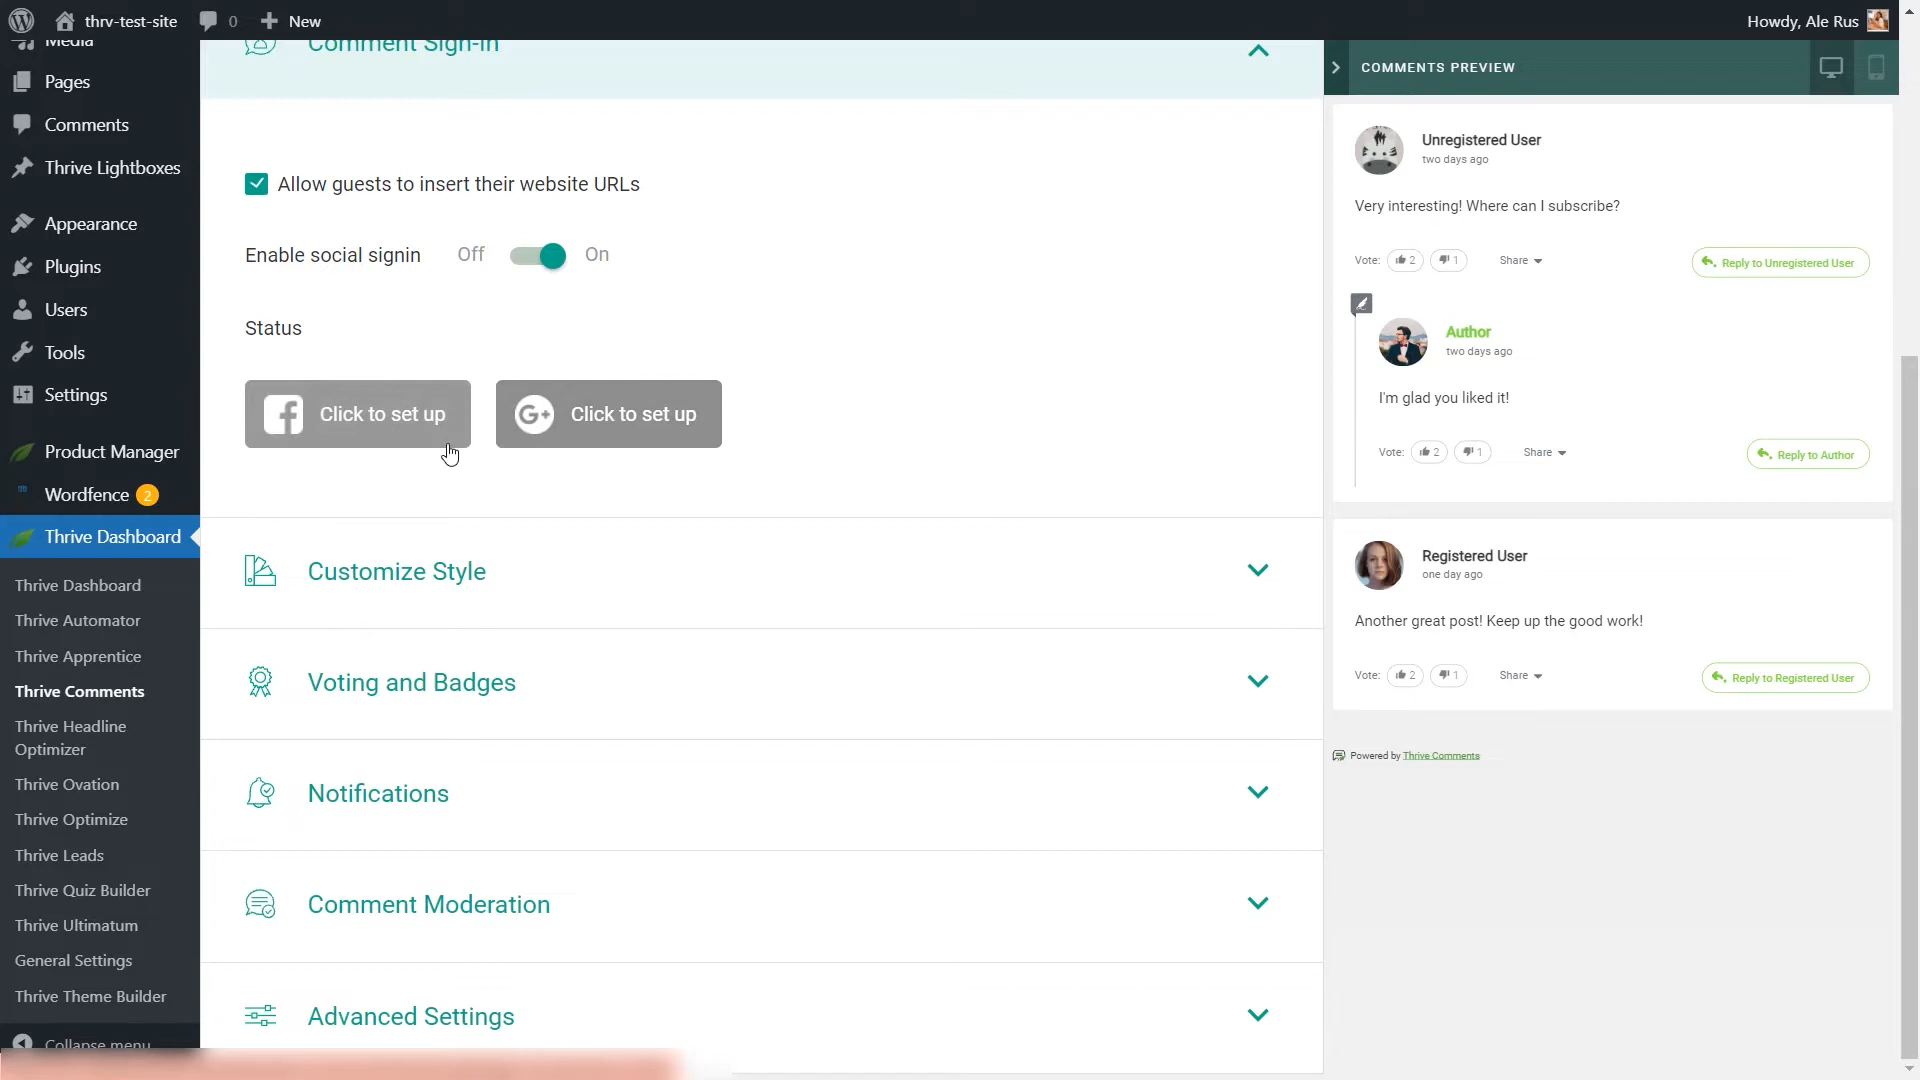 thrv-test-site
0
New
Howdy, Ale Rus
Media
Pages
Comments
Thrive Lightboxes
Appearance
Plugins
Users
Tools
Settings
Product Manager
Wordfence 2
Thrive Dashboard
Thrive Dashboard
Thrive Automator
Thrive Apprentice
Thrive Comments
Thrive Headline
Optimizer
Thrive Ovation
Thrive Optimize
Thrive Leads
Thrive Quiz Builder
Thrive Ultimatum
General Settings
Thrive Theme Builder
Collapse menu
Comment Sign-in
Allow guests to insert their website URLs
Enable social signin Off On
Status
Click to set up
G+ Click to set up
Customize Style
Voting and Badges
Notifications
Comment Moderation
Advanced Settings
COMMENTS PREVIEW
Unregistered User
two days ago
Very interesting! Where can I subscribe?
Vote: 2 1 Share Reply to Unregistered User
Author
two days ago
I'm glad you liked it!
Vote: 2 1 Share Reply to Author
Registered User
one day ago
Another great post! Keep up the good work!
Vote: 2 1 Share Reply to Registered User
Powered by Thrive Comments